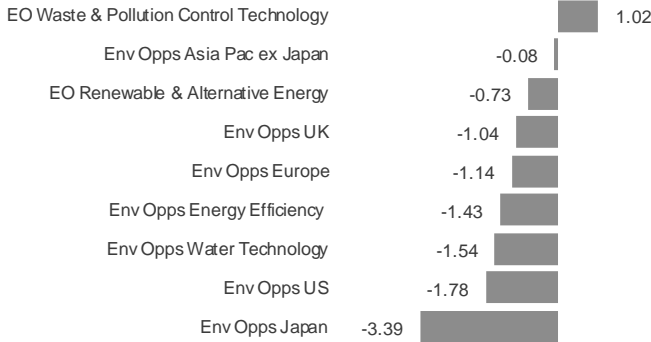 EO Waste & Pollution Control Technology 1.02
Env Opps Asia Pac ex Japan -0.08
EO Renewable & Alternative Energy -0.73
Env Opps UK -1.04
Env Opps Europe -1.14
Env Opps Energy Efficiency -1.43
Env Opps Water Technology -1.54
Env Opps US -1.78
Env Opps Japan -3.39